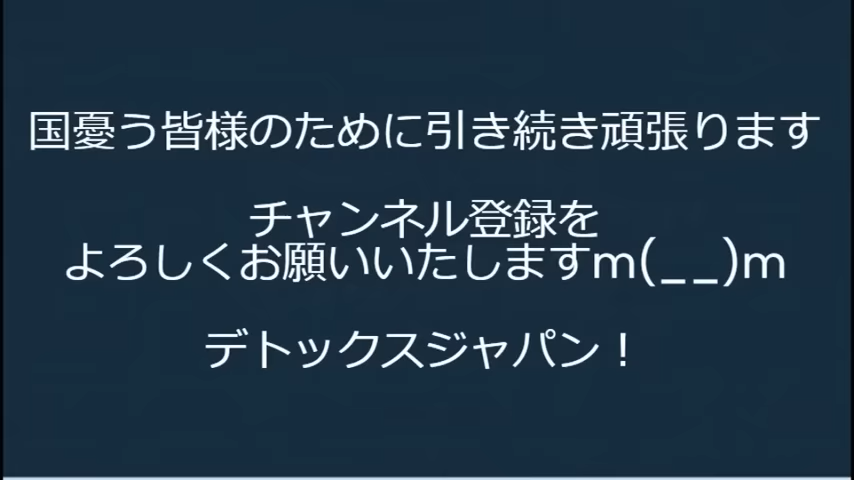 国憂う皆様のために引き続き頑張ります
チャンネル登録を
よろしくお願いいたしますm(__)m
デトックスジャパン！